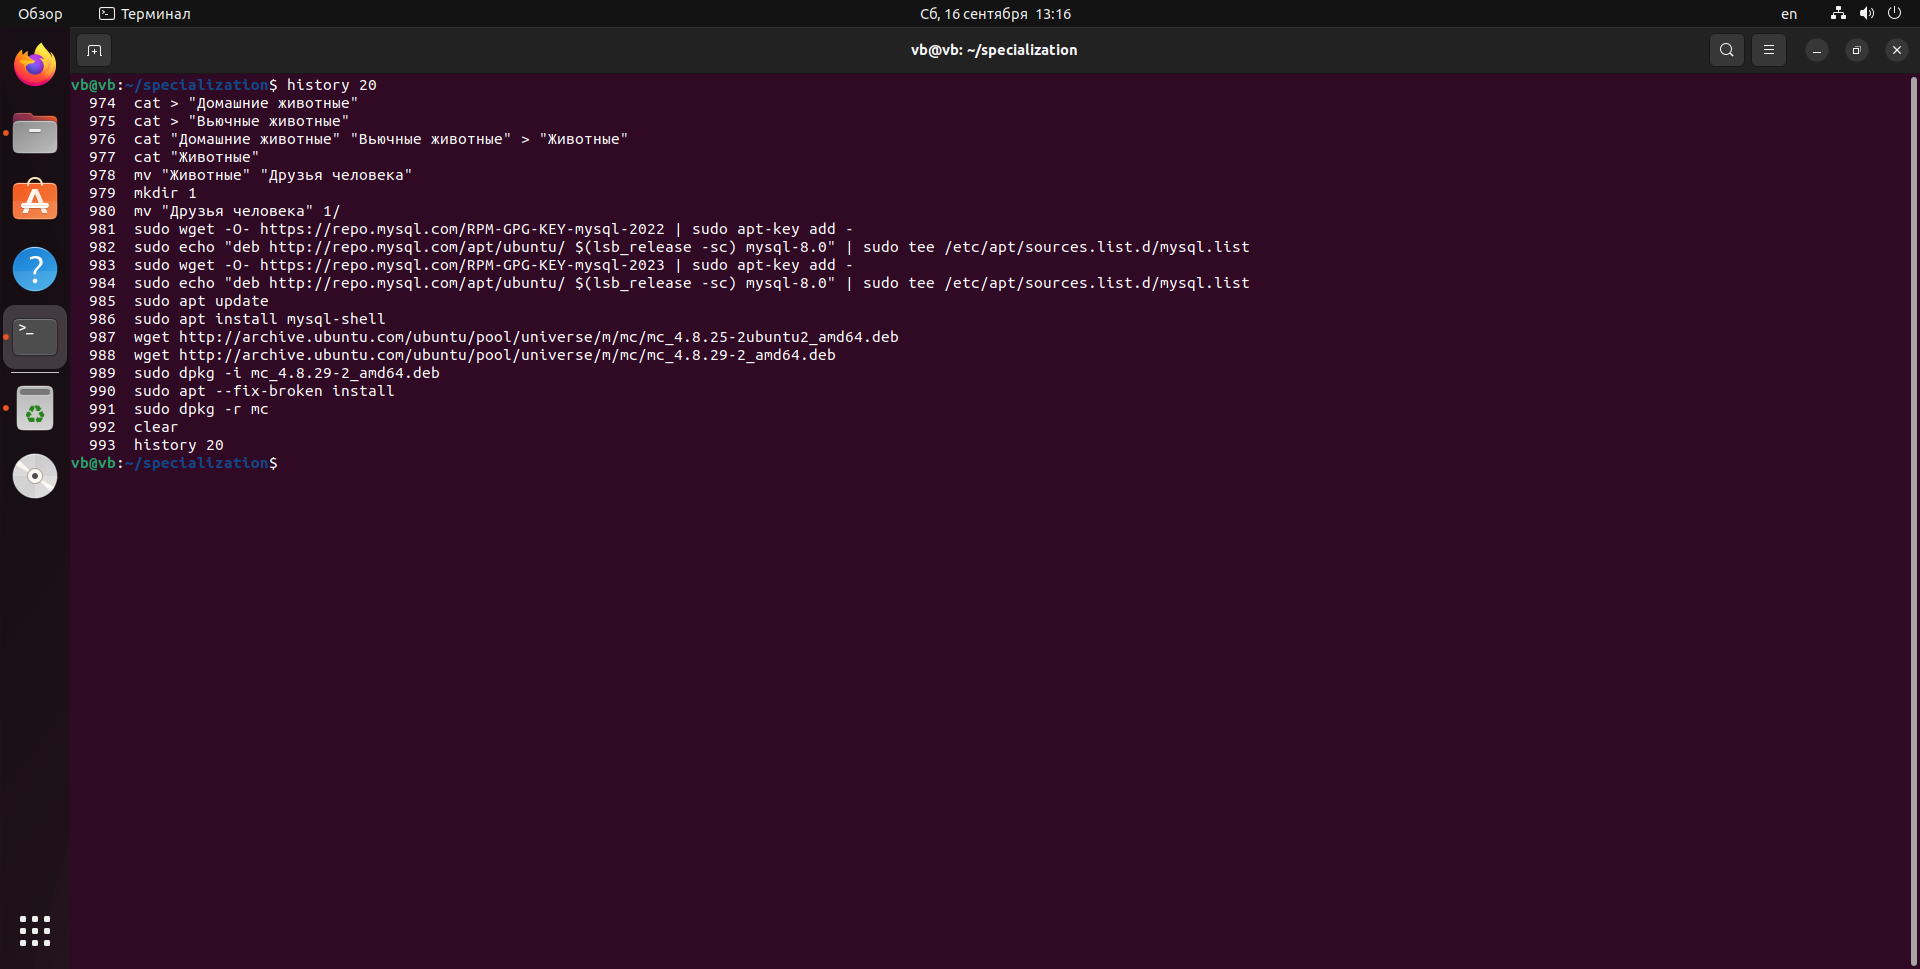 Обзор Терминал Сб, 16 сентября 13:16 en
vb@vb: ~/specialization
vb@vb:~/specialization$ history 20
974 cat > "Домашние животные"
975 cat > "Вьючные животные"
976 cat "Домашние животные" "Вьючные животные" > "Животные"
977 cat "Животные"
978 mv "Животные" "Друзья человека"
979 mkdir 1
980 mv "Друзья человека" 1/
981 sudo wget -O- https://repo.mysql.com/RPM-GPG-KEY-mysql-2022 | sudo apt-key add -
982 sudo echo "deb http://repo.mysql.com/apt/ubuntu/ $(lsb_release -sc) mysql-8.0" | sudo tee /etc/apt/sources.list.d/mysql.list
983 sudo wget -O- https://repo.mysql.com/RPM-GPG-KEY-mysql-2023 | sudo apt-key add -
984 sudo echo "deb http://repo.mysql.com/apt/ubuntu/ $(lsb_release -sc) mysql-8.0" | sudo tee /etc/apt/sources.list.d/mysql.list
985 sudo apt update
986 sudo apt install mysql-shell
987 wget http://archive.ubuntu.com/ubuntu/pool/universe/m/mc/mc_4.8.25-2ubuntu2_amd64.deb
988 wget http://archive.ubuntu.com/ubuntu/pool/universe/m/mc/mc_4.8.29-2_amd64.deb
989 sudo dpkg -i mc_4.8.29-2_amd64.deb
990 sudo apt --fix-broken install
991 sudo dpkg -r mc
992 clear
993 history 20
vb@vb:~/specialization$